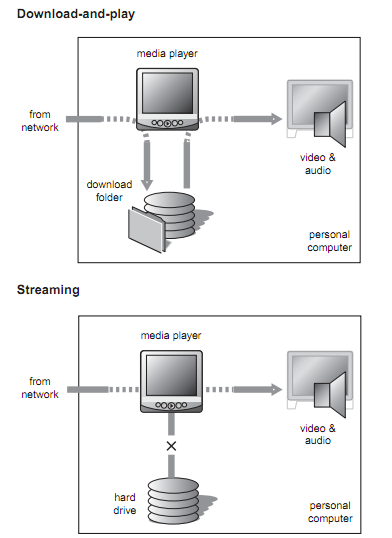 Download-and-play
media player
from
network
video &
audio
download
folder
personal
computer
Streaming
media player
from
network
video &
audio
hard
drive
personal
computer